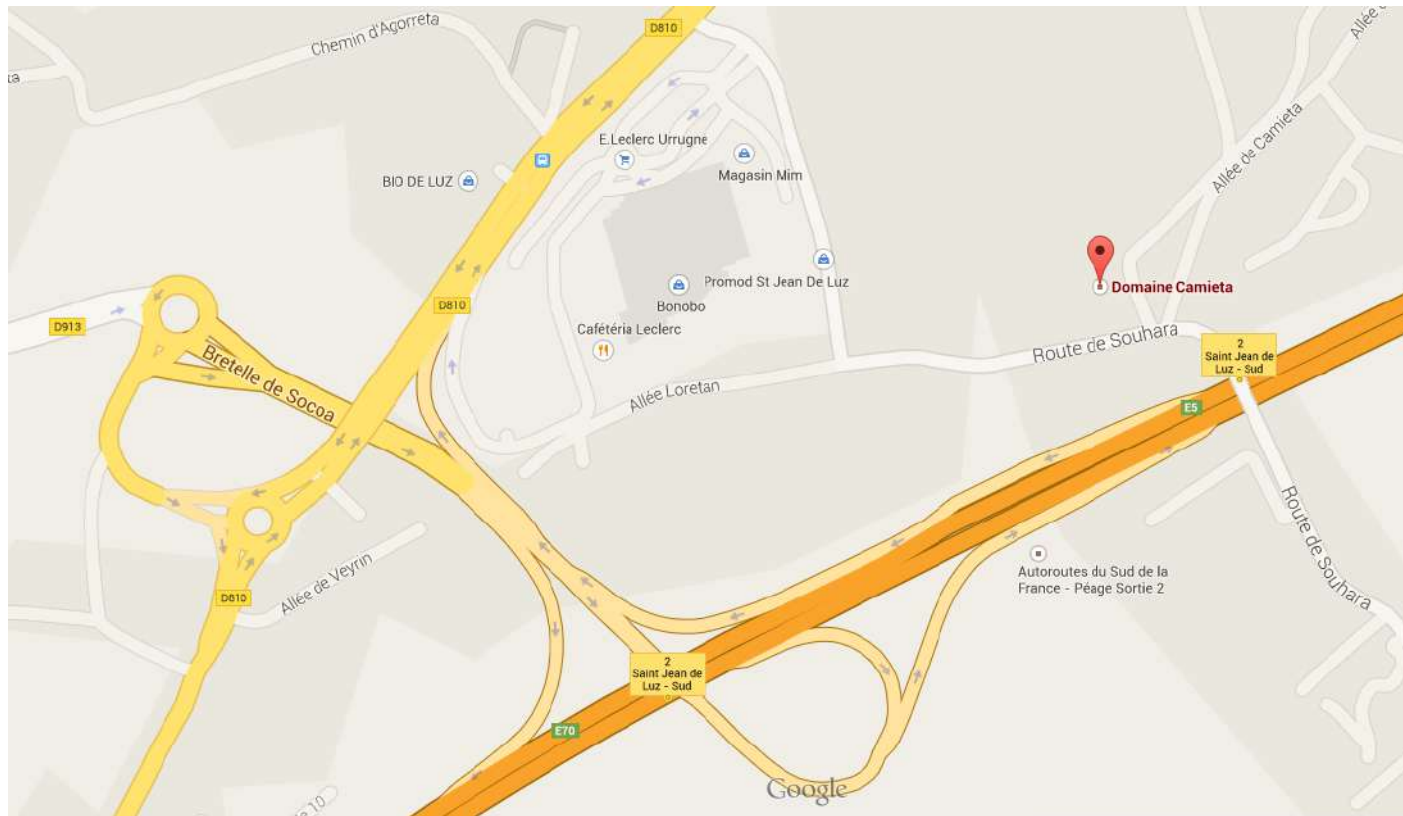 D810
Chemin d'Agorreta
Allée d
ta
E.Leclerc Urrugne
Magasin Mim
BIO DE LUZ
Allée de Camieta
Promod St Jean De Luz
Bonobo
Domaine Camieta
D810
D913
Cafétéria Leclerc
Route de Souhara
2
Saint Jean de
Luz - Sud
Bretelle de Socoa
Allée Loretan
E5
Route de Souhara
Allée de Veyrin
Autoroutes du Sud de la
France - Péage Sortie 2
D810
2
Saint Jean de
Luz - Sud
E70
Google
10